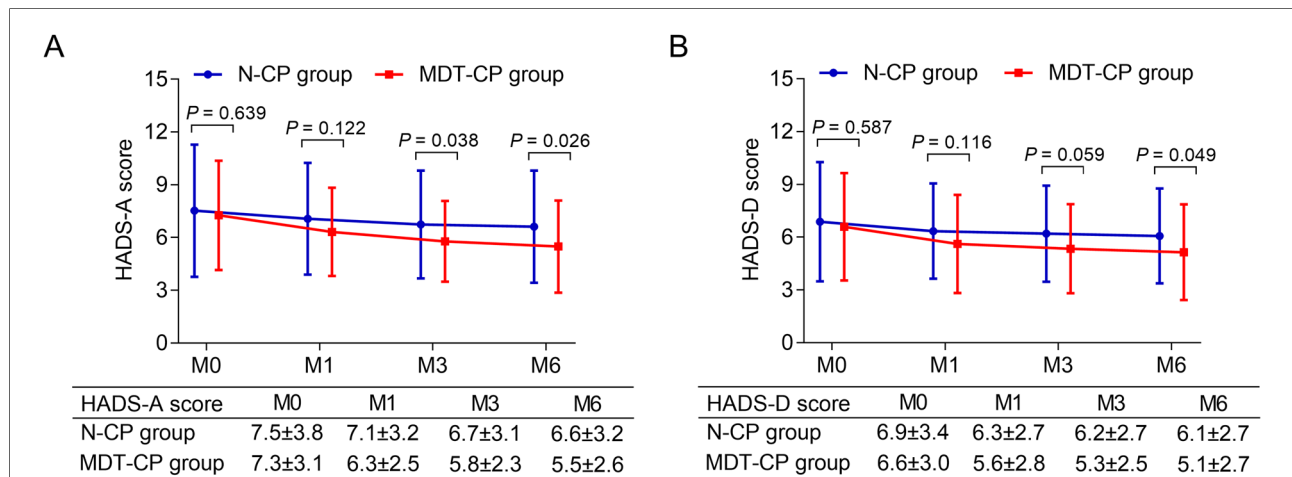 A
N-CP group MDT-CP group
15
12
9
6
3
0
HADS-A score
P = 0.639
P = 0.122
P = 0.038
P = 0.026
M0 M1 M3 M6
HADS-A score M0 M1 M3 M6
N-CP group 7.5±3.8 7.1±3.2 6.7±3.1 6.6±3.2
MDT-CP group 7.3±3.1 6.3±2.5 5.8±2.3 5.5±2.6
B
N-CP group MDT-CP group
15
12
9
6
3
0
HADS-D score
P = 0.587
P = 0.116
P = 0.059
P = 0.049
M0 M1 M3 M6
HADS-D score M0 M1 M3 M6
N-CP group 6.9±3.4 6.3±2.7 6.2±2.7 6.1±2.7
MDT-CP group 6.6±3.0 5.6±2.8 5.3±2.5 5.1±2.7